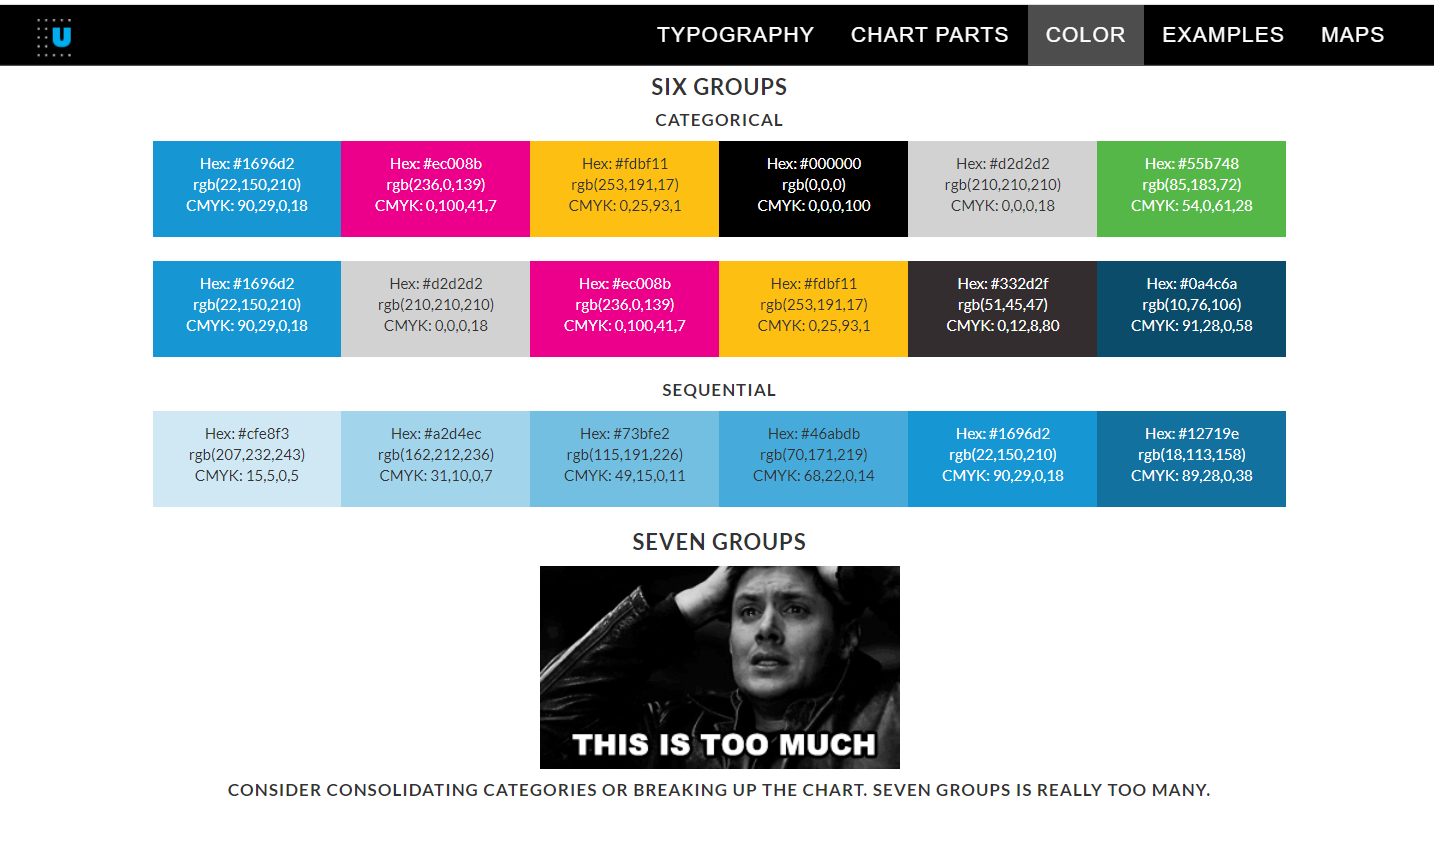 U
TYPOGRAPHY CHART PARTS COLOR EXAMPLES MAPS
SIX GROUPS
CATEGORICAL
Hex: #1696d2 Hex: #ec008b Hex: #fdbf11 Hex: #000000 Hex: #d2d2d2 Hex: #55b748
rgb(22,150,210) rgb(236,0,139) rgb(253,191,17) rgb(0,0,0) rgb(210,210,210) rgb(85,183,72)
CMYK: 90,29,0,18 CMYK: 0,100,41,7 CMYK: 0,25,93,1 CMYK: 0,0,0,100 CMYK: 0,0,0,18 CMYK: 54,0,61,28
Hex: #1696d2 Hex: #d2d2d2 Hex: #ec008b Hex: #fdbf11 Hex: #332d2f Hex: #0a4c6a
rgb(22,150,210) rgb(210,210,210) rgb(236,0,139) rgb(253,191,17) rgb(51,45,47) rgb(10,76,106)
CMYK: 90,29,0,18 CMYK: 0,0,0,18 CMYK: 0,100,41,7 CMYK: 0,25,93,1 CMYK: 0,12,8,80 CMYK: 91,28,0,58
SEQUENTIAL
Hex: #cfe8f3 Hex: #a2d4ec Hex: #73bfe2 Hex: #46abdb Hex: #1696d2 Hex: #12719e
rgb(207,232,243) rgb(162,212,236) rgb(115,191,226) rgb(70,171,219) rgb(22,150,210) rgb(18,113,158)
CMYK: 15,5,0,5 CMYK: 31,10,0,7 CMYK: 49,15,0,11 CMYK: 68,22,0,14 CMYK: 90,29,0,18 CMYK: 89,28,0,38
SEVEN GROUPS
THIS IS TOO MUCH
CONSIDER CONSOLIDATING CATEGORIES OR BREAKING UP THE CHART. SEVEN GROUPS IS REALLY TOO MANY.